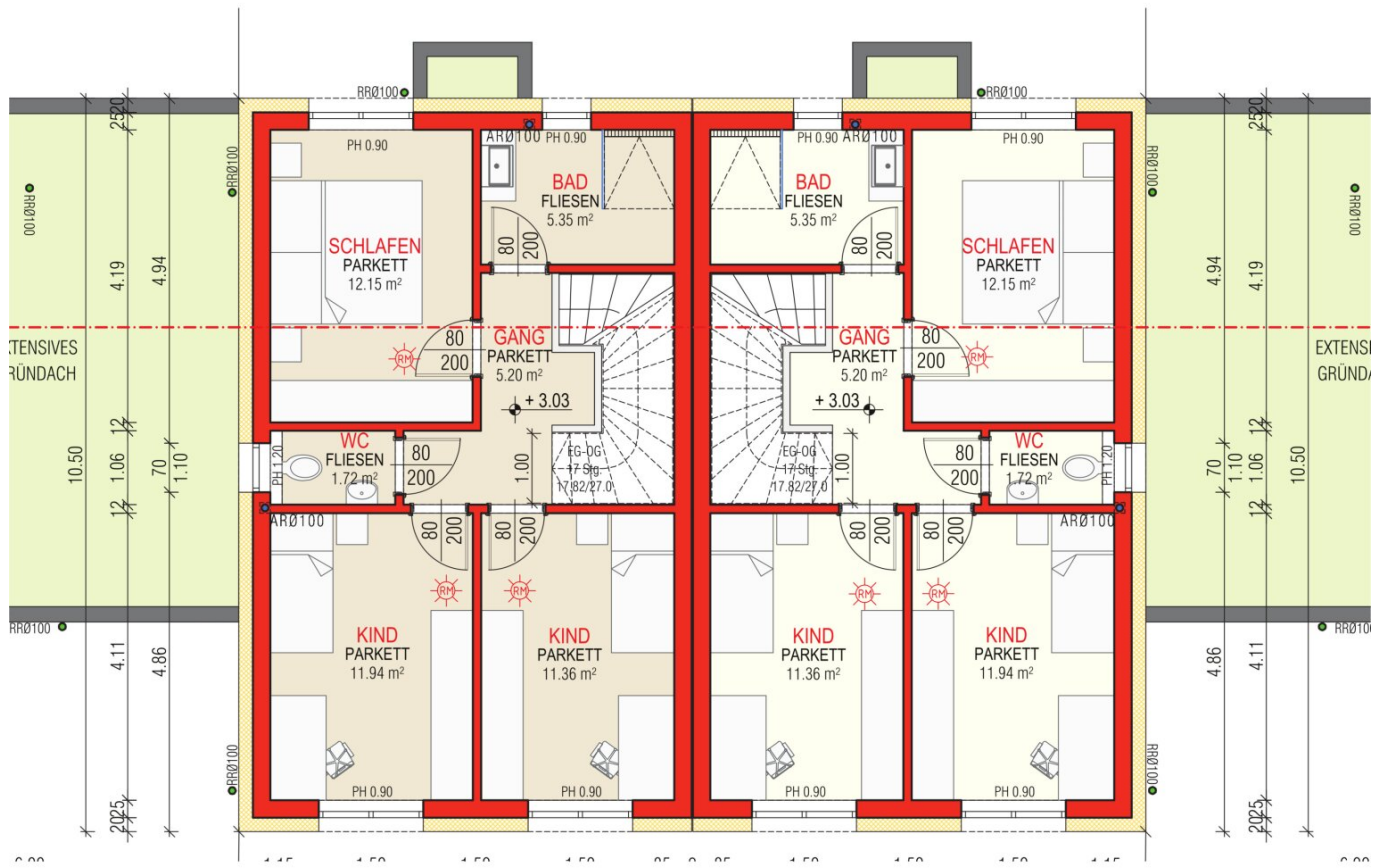 RRØ100
RRØ100
PH 0.90
ARØ100
PH 0.90
PH 0.90
ARØ100
PH 0.90
RRØ100
RRØ100
RRØ100
RRØ100
2520
2520
BAD
FLIESEN
5.35 m²
BAD
FLIESEN
5.35 m²
80
200
80
200
SCHLAFEN
PARKETT
12.15 m²
SCHLAFEN
PARKETT
12.15 m²
4.19
4.94
4.94
4.19
XTENSIVES
RÜNDACH
EXTENSI
GRÜNDA
GANG
PARKETT
5.20 m²
GANG
PARKETT
5.20 m²
80
200
80
200
RM
RM
+ 3.03
+ 3.03
10.50
12
1.06
12
70
1.10
70
1.10
12
1.06
12
10.50
PH 1.20
WC
FLIESEN
1.72 m²
80
200
1.00
EG-OG
17 Stg.
17.82/27.0
EG-OG
17 Stg.
17.82/27.0
1.00
80
200
WC
FLIESEN
1.72 m²
PH 1.20
ARØ100
ARØ100
80
200
80
200
80
200
80
200
RM
RM
RM
RM
RRØ100
RRØ10
KIND
PARKETT
11.94 m²
KIND
PARKETT
11.36 m²
KIND
PARKETT
11.36 m²
KIND
PARKETT
11.94 m²
4.11
4.86
4.86
4.11
RRØ100
RRØ100
PH 0.90
PH 0.90
PH 0.90
PH 0.90
2025
2025